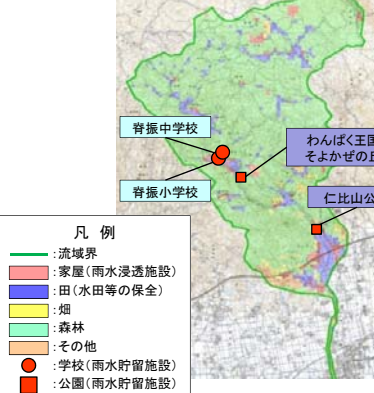 脊振中学校
わんぱく王国
そよかぜの丘
脊振小学校
仁比山公
凡 例
:流域界
:家屋(雨水浸透施設)
:田(水田等の保全)
:畑
:森林
:その他
:学校(雨水貯留施設)
:公園(雨水貯留施設)